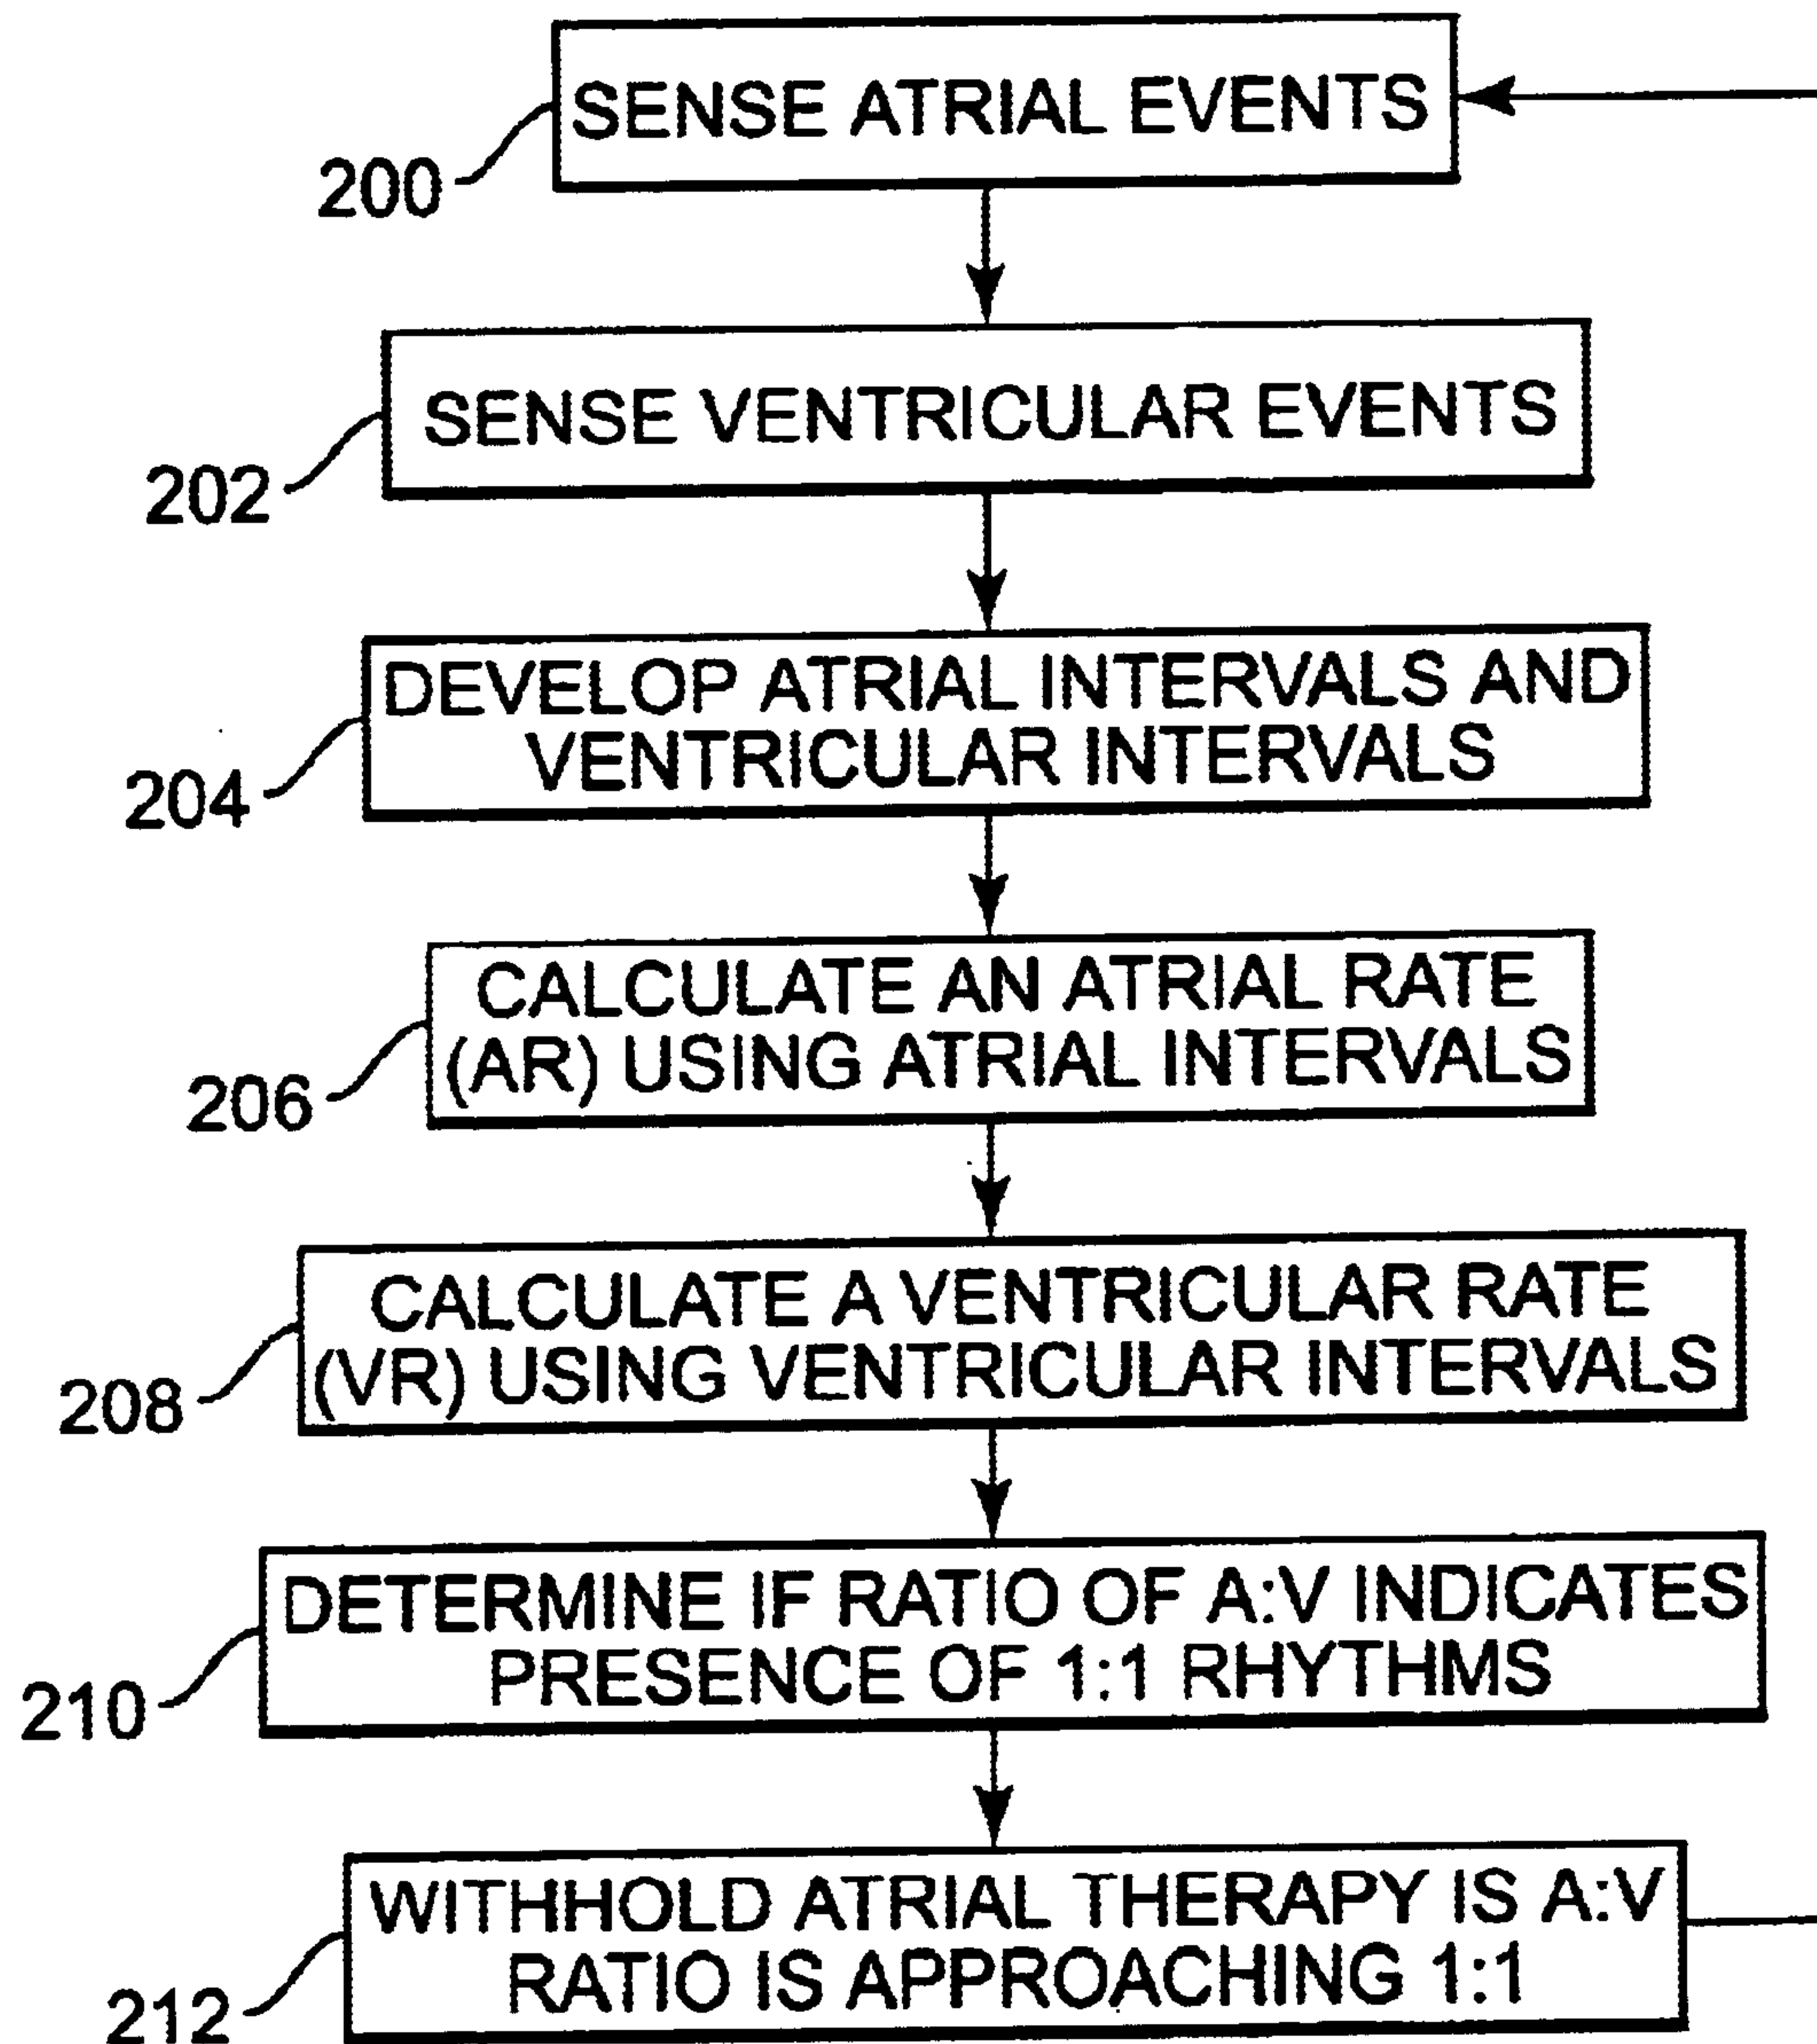 SENSE ATRIAL EVENTS
200
SENSE VENTRICULAR EVENTS
202
DEVELOP ATRIAL INTERVALS AND
VENTRICULAR INTERVALS
204
CALCULATE AN ATRIAL RATE
(AR) USING ATRIAL INTERVALS
206
CALCULATE A VENTRICULAR RATE
(VR) USING VENTRICULAR INTERVALS
208
DETERMINE IF RATIO OF A:V INDICATES
PRESENCE OF 1:1 RHYTHMS
210
WITHHOLD ATRIAL THERAPY IS A:V
RATIO IS APPROACHING 1:1
212